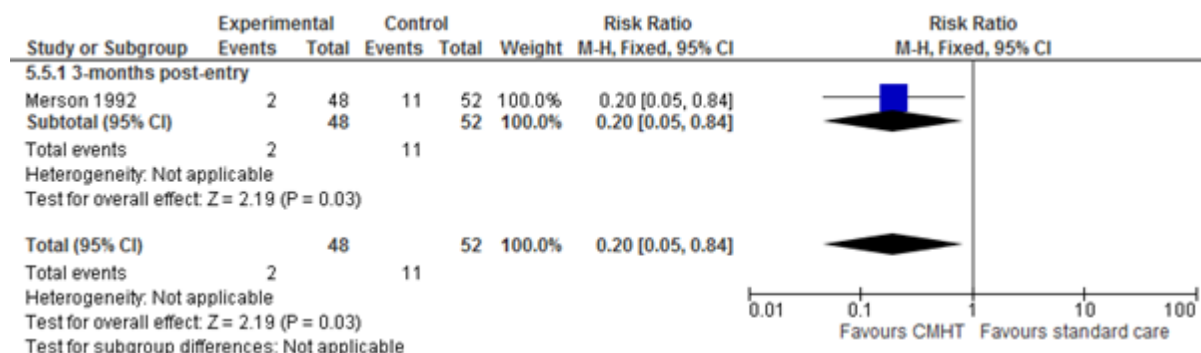 Experimental Control Risk Ratio Risk Ratio
Study or Subgroup Events Total Events Total Weight M-H, Fixed, 95% CI M-H, Fixed, 95% CI
5.5.1 3-months post-entry
Merson 1992 2 48 11 52 100.0% 0.20 [0.05, 0.84]
Subtotal (95% CI) 48 52 100.0% 0.20 [0.05, 0.84]
Total events 2 11
Heterogeneity: Not applicable
Test for overall effect: Z = 2.19 (P = 0.03)
Total (95% CI) 48 52 100.0% 0.20 [0.05, 0.84]
Total events 2 11
Heterogeneity: Not applicable
Test for overall effect: Z = 2.19 (P = 0.03)
Test for subgroup differences: Not applicable
0.01 0.1 1 10 100
Favours CMHT Favours standard care